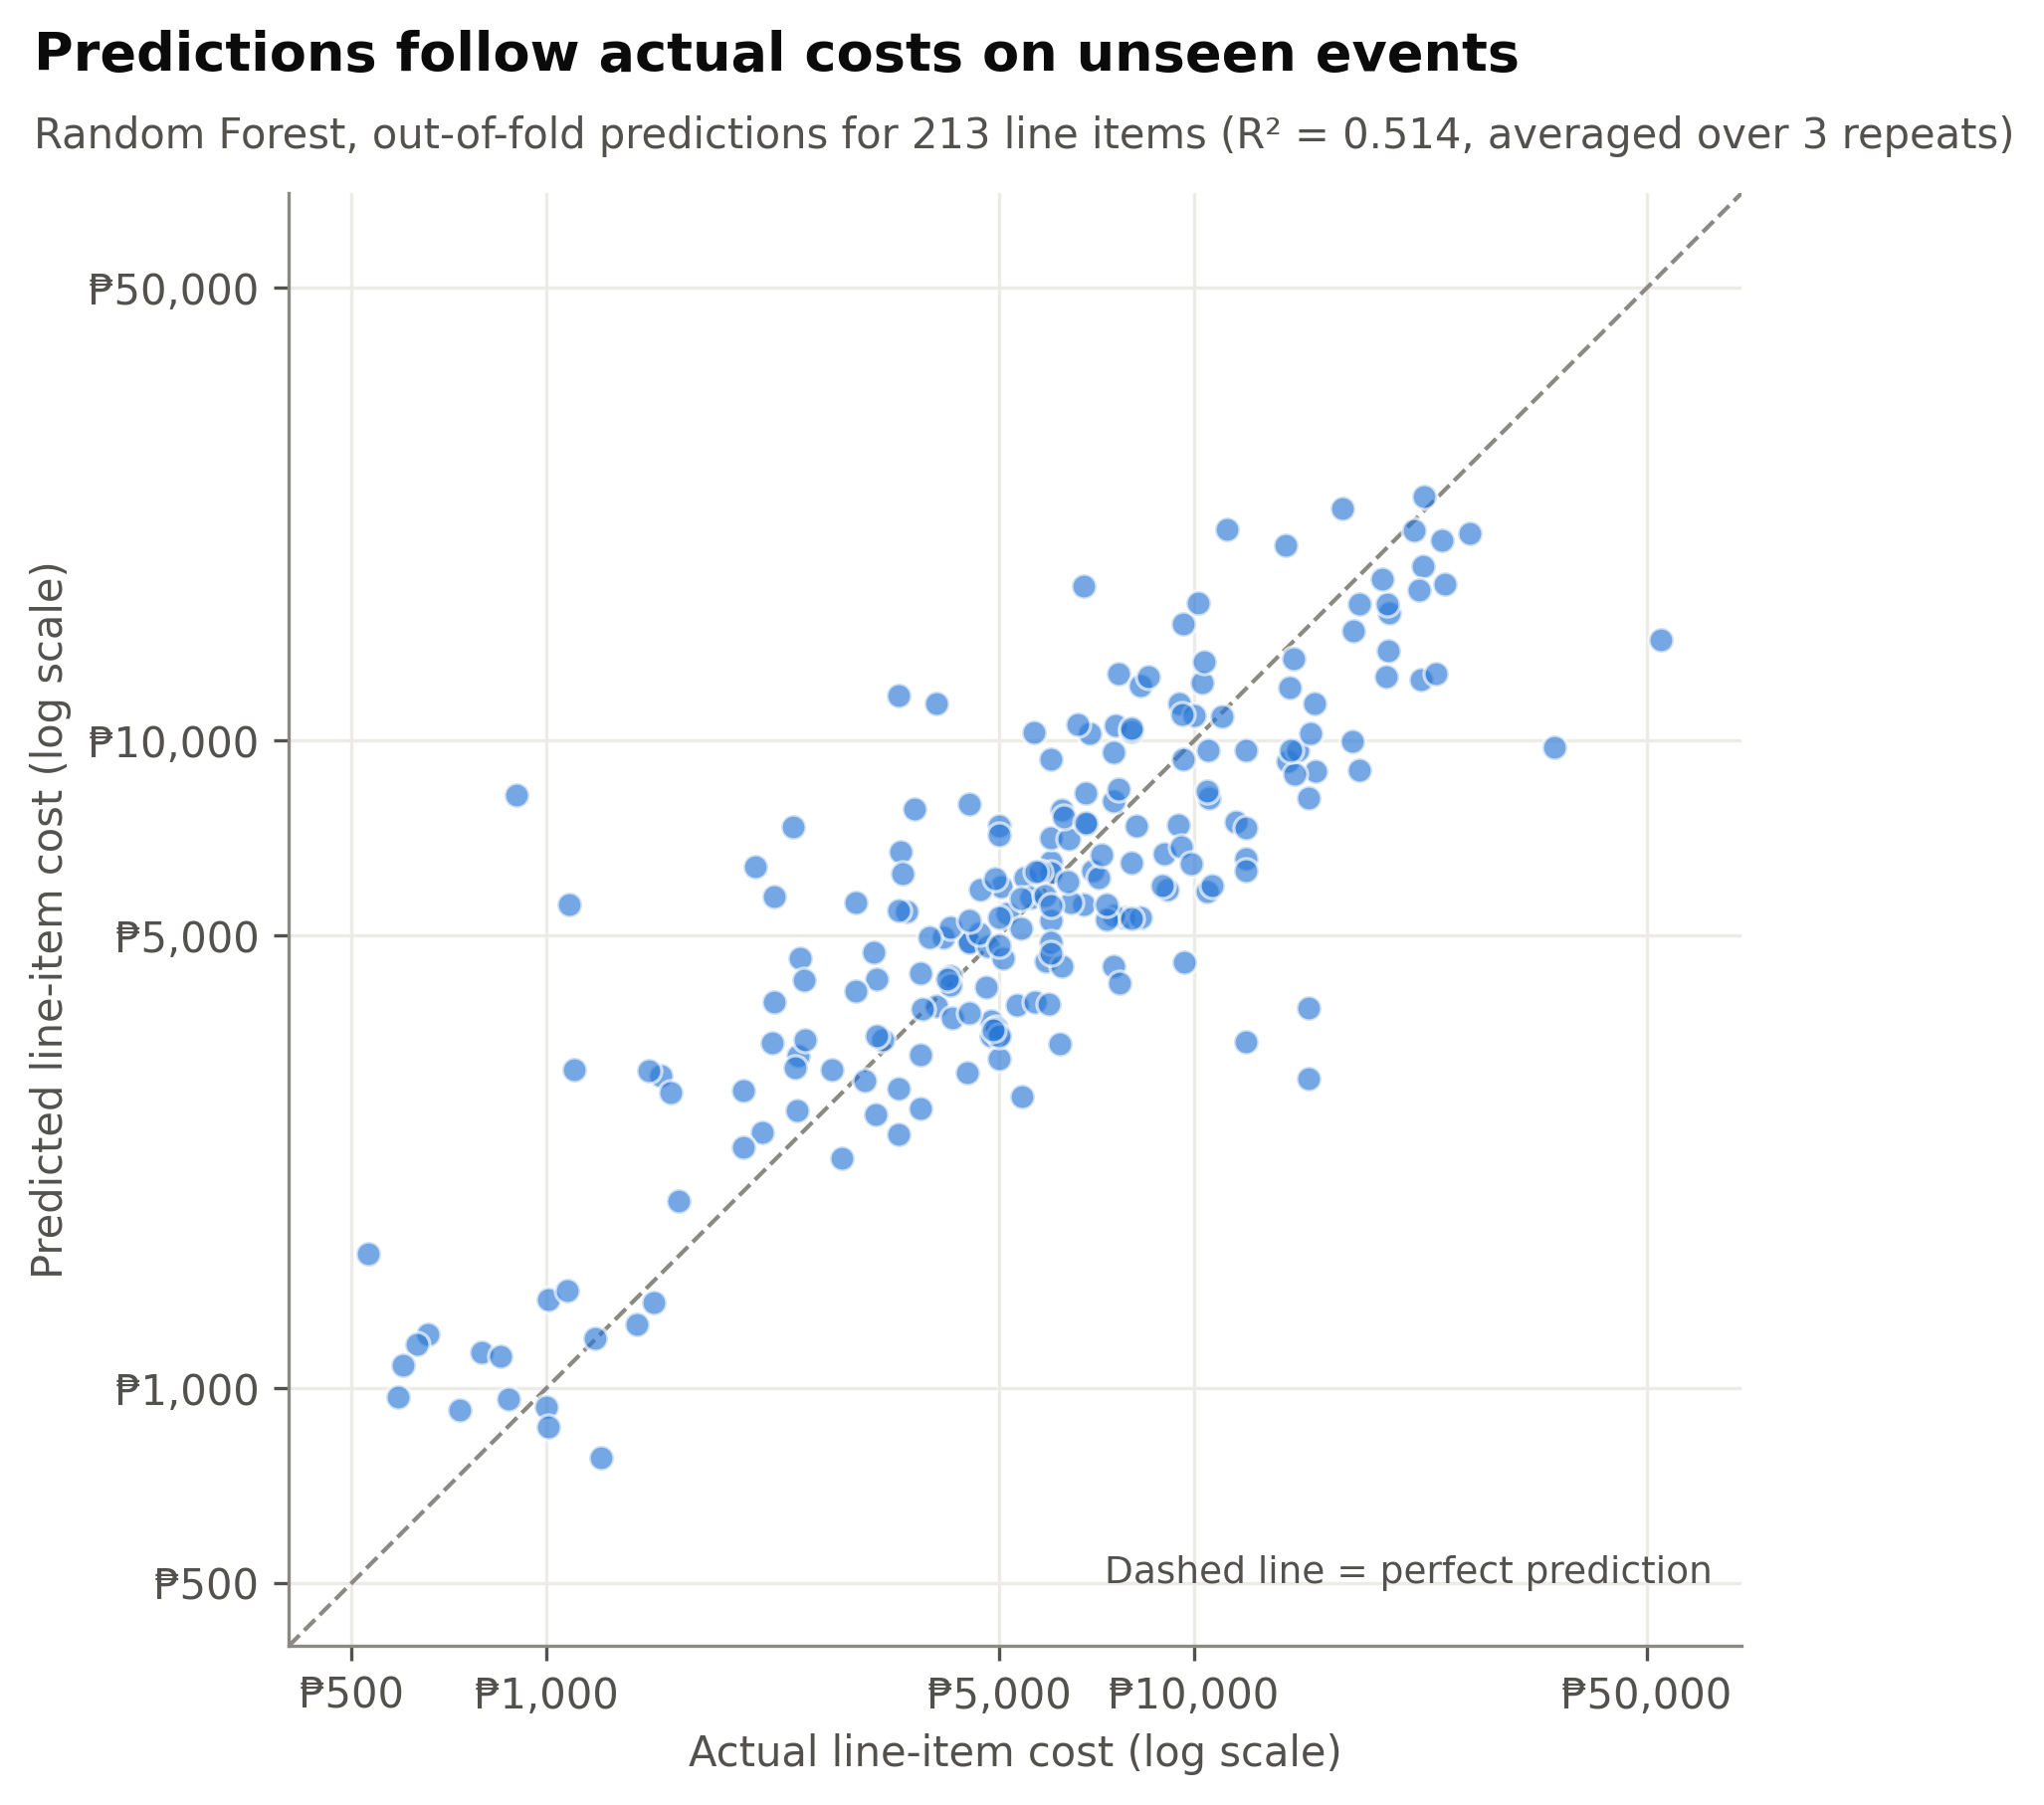 Predictions follow actual costs on unseen events
Random Forest, out-of-fold predictions for 213 line items (R² = 0.514, averaged over 3 repeats)
₱50,000
₱10,000
₱5,000
₱1,000
₱500
Predicted line-item cost (log scale)
Dashed line = perfect prediction
₱500
₱1,000
₱5,000
₱10,000
₱50,000
Actual line-item cost (log scale)